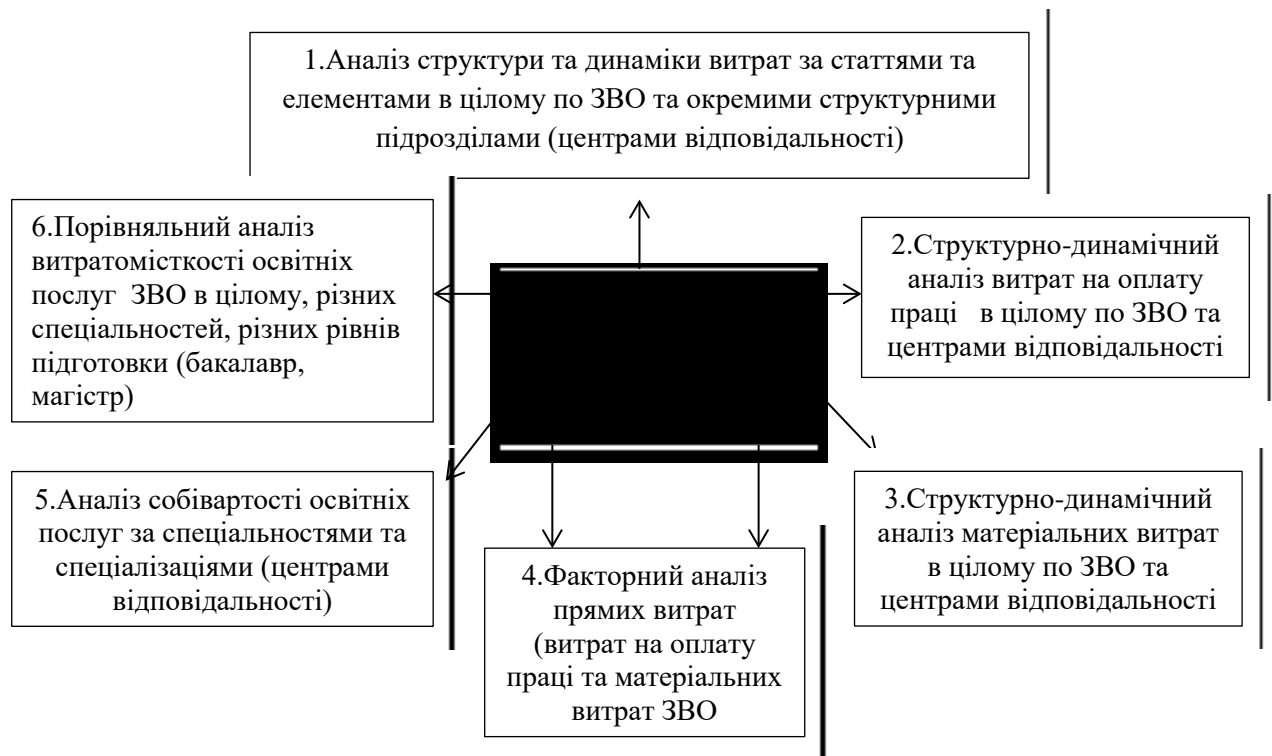 1.Аналіз структури та динаміки витрат за статтями та
елементами в цілому по ЗВО та окремими структурними
підрозділами (центрами відповідальності)
6.Порівняльний аналіз
витратомісткості освітніх
послуг ЗВО в цілому, різних
спеціальностей, різних рівнів
підготовки (бакалавр,
магістр)
2.Структурно-динамічний
аналіз витрат на оплату
праці в цілому по ЗВО та
центрами відповідальності
5.Аналіз собівартості освітніх
послуг за спеціальностями та
спеціалізаціями (центрами
відповідальності)
3.Структурно-динамічний
аналіз матеріальних витрат
в цілому по ЗВО та
центрами відповідальності
4.Факторний аналіз
прямих витрат
(витрат на оплату
праці та матеріальних
витрат ЗВО